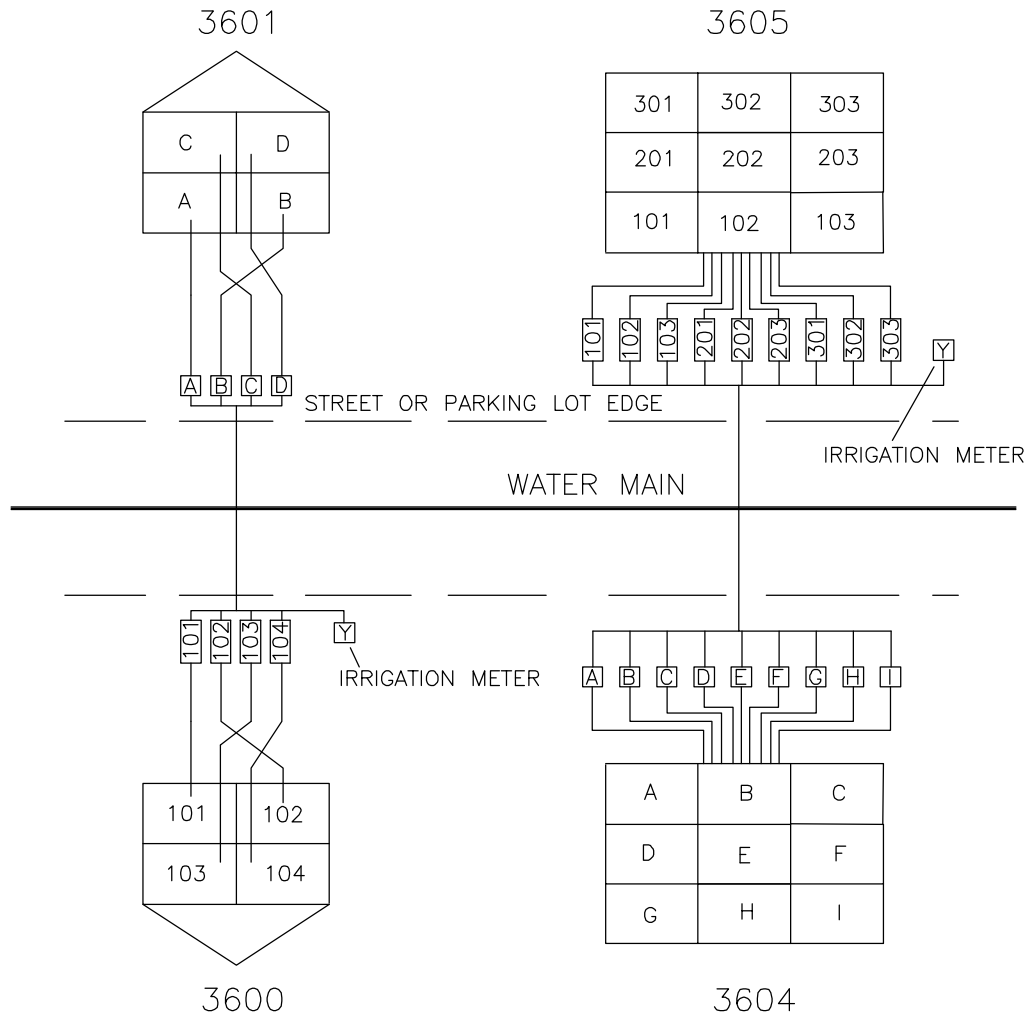 3601
3605
C D
A B
301 302 303
201 202 203
101 102 103
101 102 103 201 202 203 301 302 303 Y
A B C D
STREET OR PARKING LOT EDGE
IRRIGATION METER
WATER MAIN
101 102 103 104 Y
IRRIGATION METER
A B C D E F G H I
101 102
103 104
A B C
D E F
G H I
3600
3604